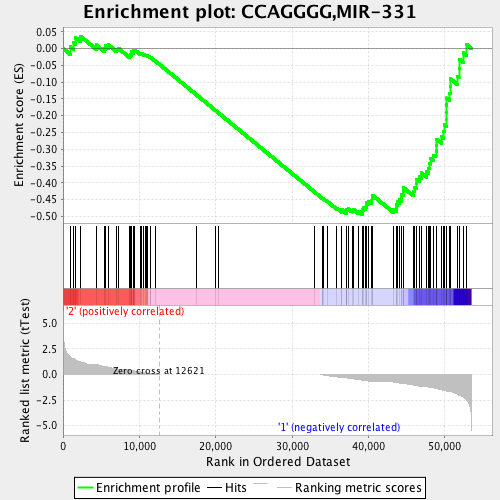 Enrichment plot: CCAGGGG,MIR-331
Enrichment score (ES)
0.05
0.00
-0.05
-0.10
-0.15
-0.20
-0.25
-0.30
-0.35
-0.40
-0.45
-0.50
'2' (positively correlated)
Zero cross at 12621
'1' (negatively correlated)
Ranked list metric (tTest)
5.0
2.5
0.0
-2.5
-5.0
0
10,000
20,000
30,000
40,000
50,000
Rank in Ordered Dataset
Enrichment profile
Hits
Ranking metric scores